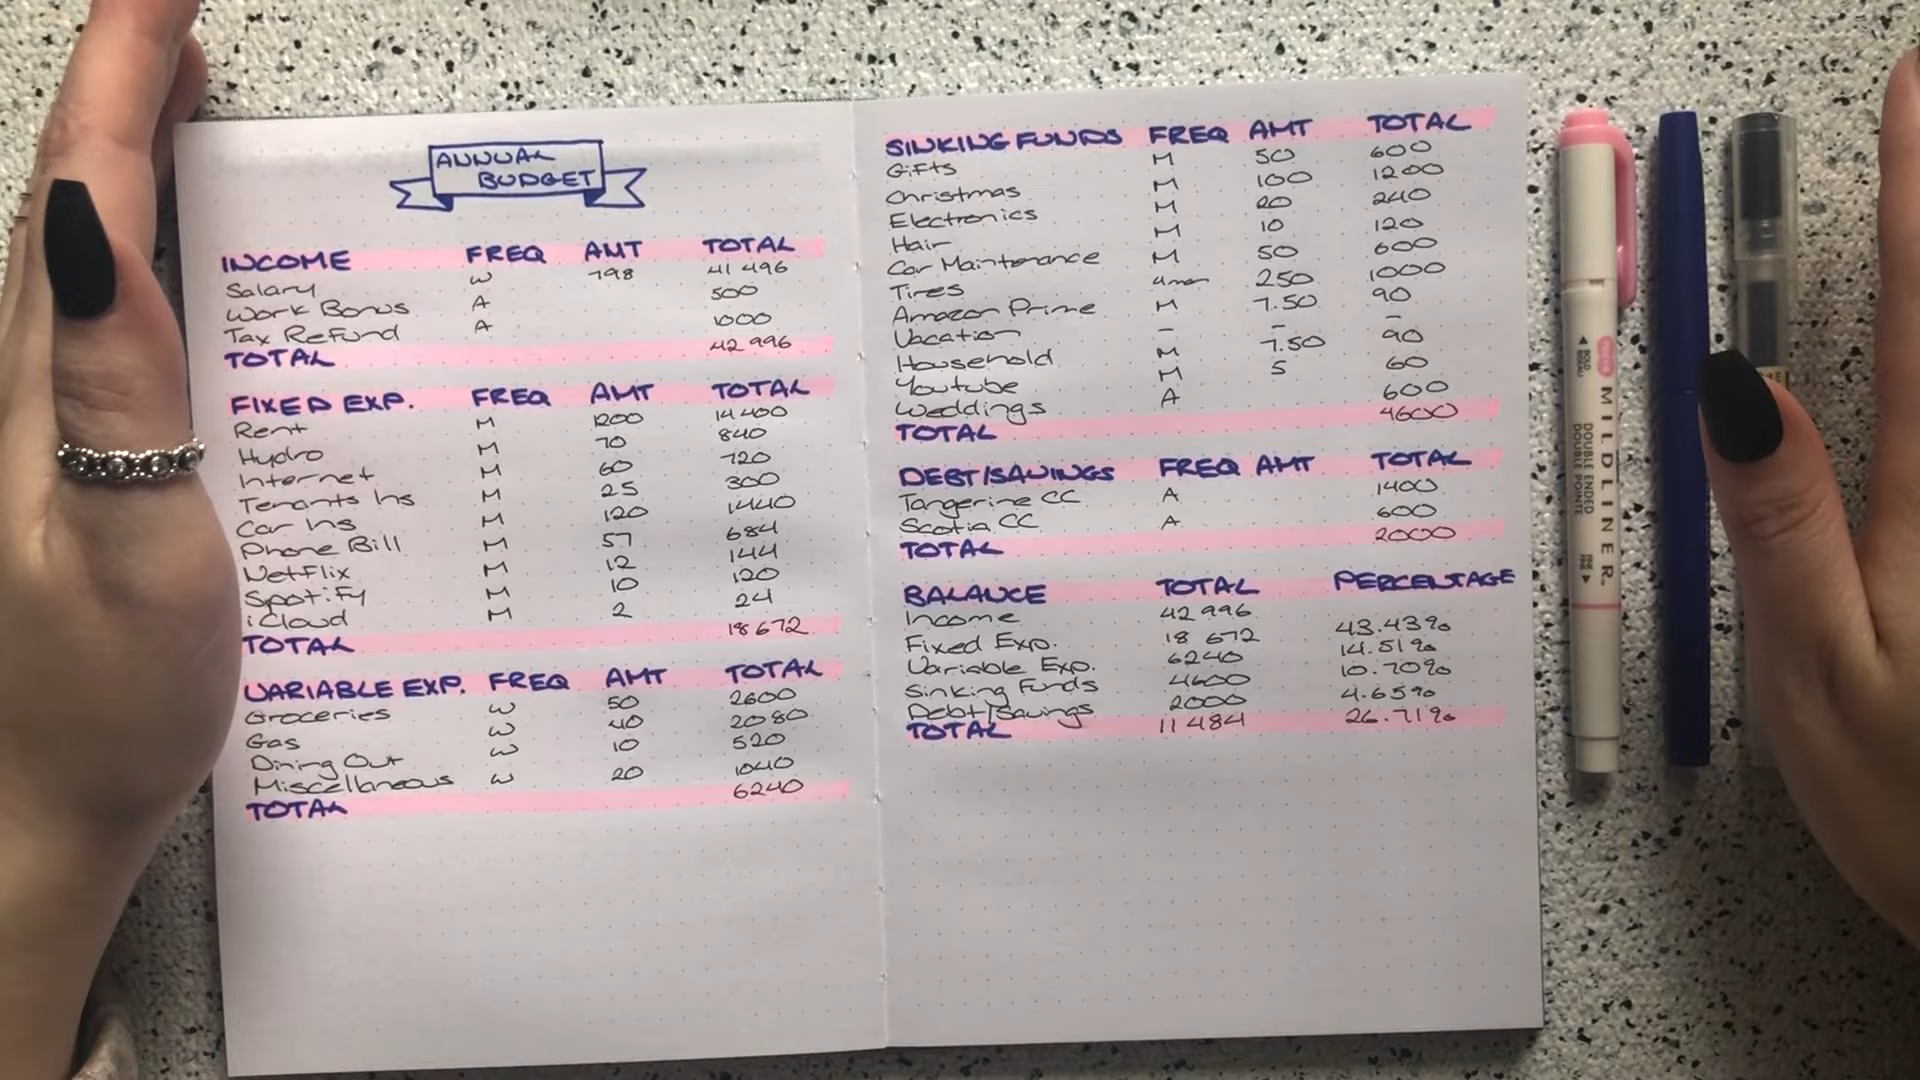 ANNUAL
BUDGET
INCOME FREQ AMT TOTAL
Salary W 798 41 496
Work Bonus A 500
Tax Refund A 1000
TOTAL 42 996
FIXED EXP. FREQ AMT TOTAL
Rent M 1200 14 400
Hydro M 70 840
Internet M 60 720
Tenants Ins M 25 300
Car Ins M 120 1440
Phone Bill M 57 684
Netflix M 12 144
Spotify M 10 120
iCloud M 2 24
TOTAL 18 672
VARIABLE EXP. FREQ AMT TOTAL
Groceries W 50 2600
Gas W 40 2080
Dining Out W 10 520
Miscellaneous W 20 1040
TOTAL 6240
SINKING FUNDS FREQ AMT TOTAL
Gifts M 50 600
Christmas M 100 1200
Electronics M 20 240
Hair M 10 120
Car Maintenance M 50 600
Tires 4mon 250 1000
Amazon Prime M 7.50 90
Vacation - - -
Household M 7.50 90
Youtube M 5 60
Weddings A 600
TOTAL 4600
DEBT/SAVINGS FREQ AMT TOTAL
Tangerine CC A 1400
Scotia CC A 600
TOTAL 2000
BALANCE TOTAL PERCENTAGE
Income 42 996
Fixed Exp. 18 672 43.43%
Variable Exp. 6240 14.51%
Sinking Funds 4600 10.70%
Debt/Savings 2000 4.65%
TOTAL 11 484 26.71%
MILDLINER.
DOUBLE ENDED
DOUBLE POINTE